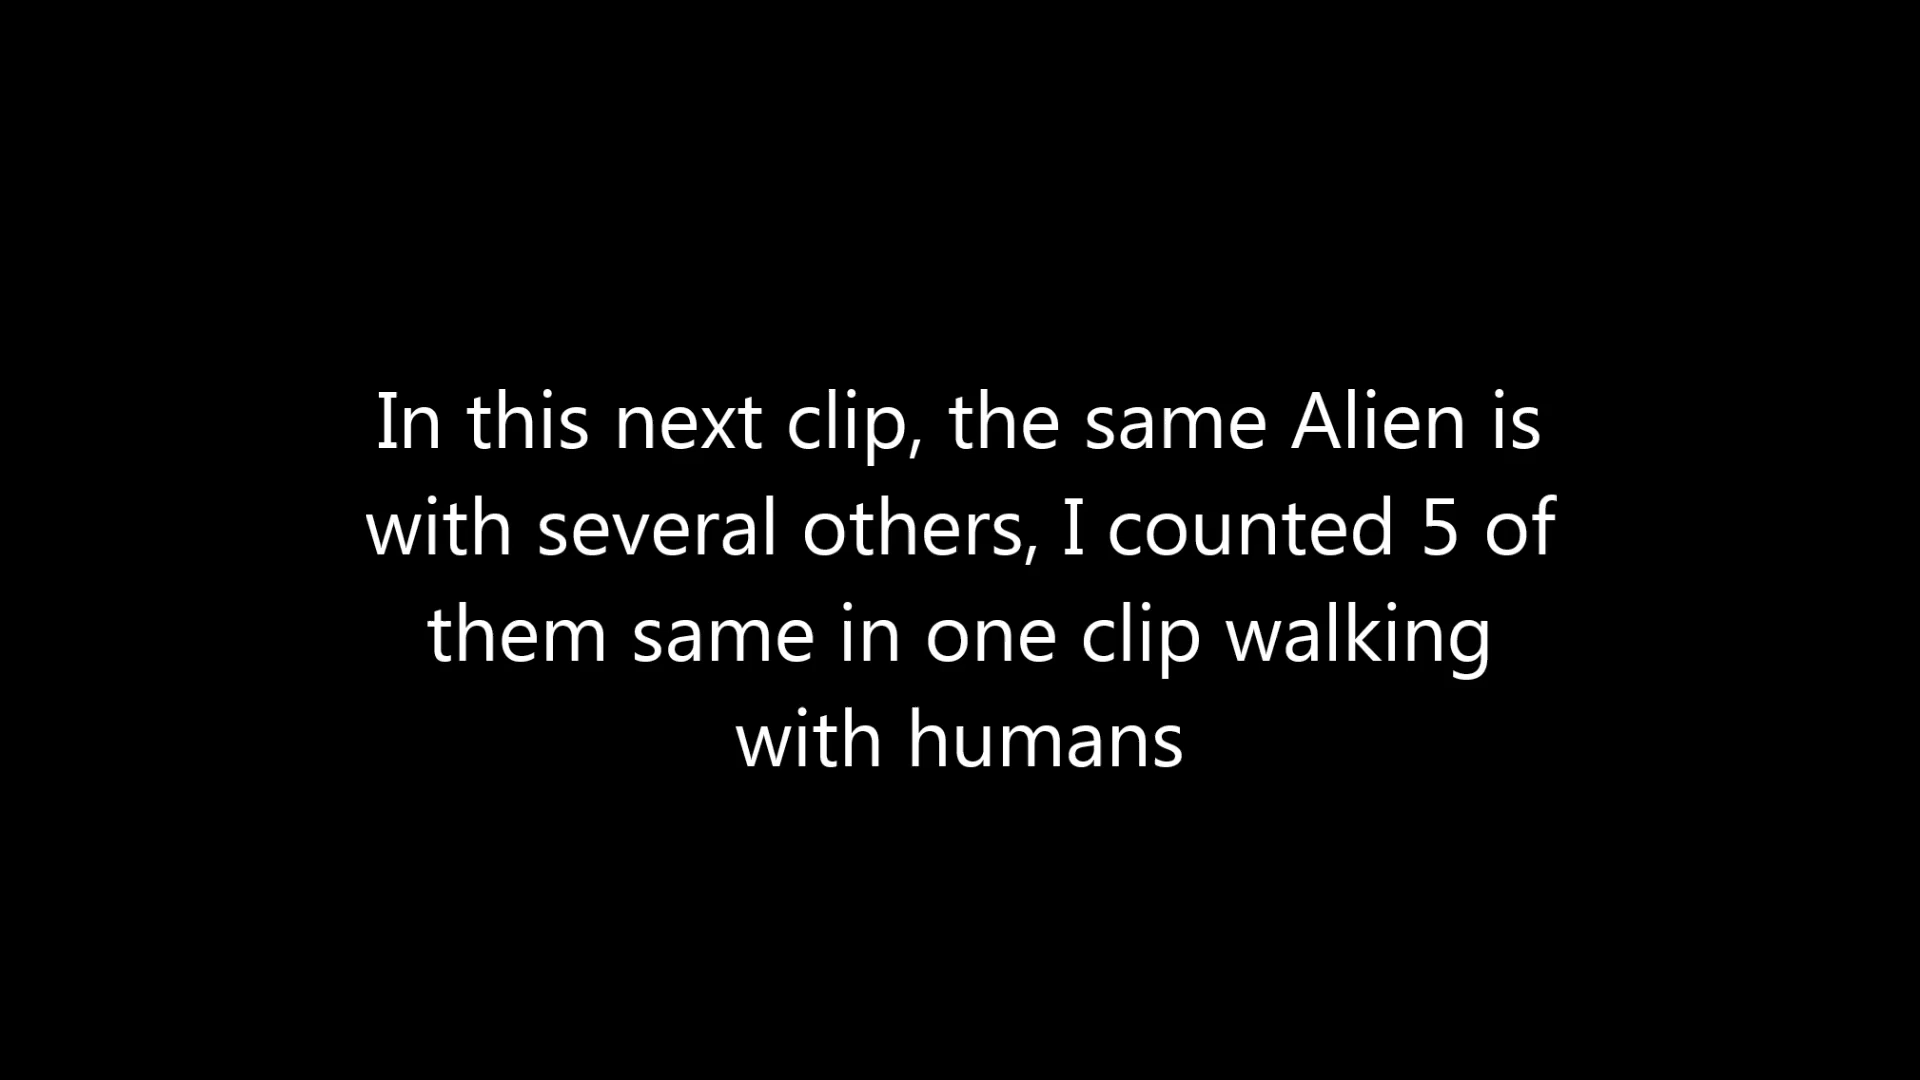 In this next clip, the same Alien is
with several others, I counted 5 of
them same in one clip walking
with humans